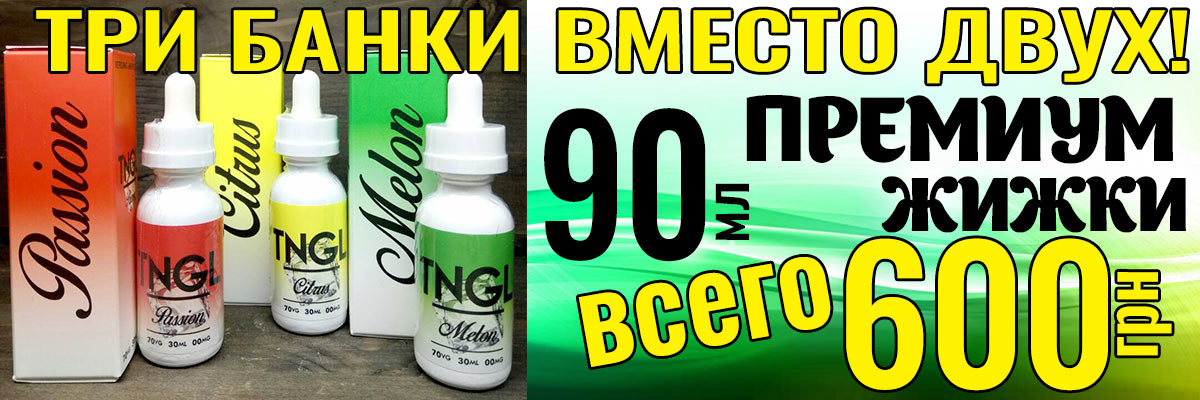 ТРИ БАНКИ ВМЕСТО ДВУХ!
90 мл
ПРЕМИУМ
ЖИЖКИ
всего 600 грн
Passion
TNGL
Citrus
Melon
TNGL
Passion
70VG 30ML 00MG
TNGL
Citrus
70VG 30ML 00MG
TNGL
Melon
70VG 30ML 00MG